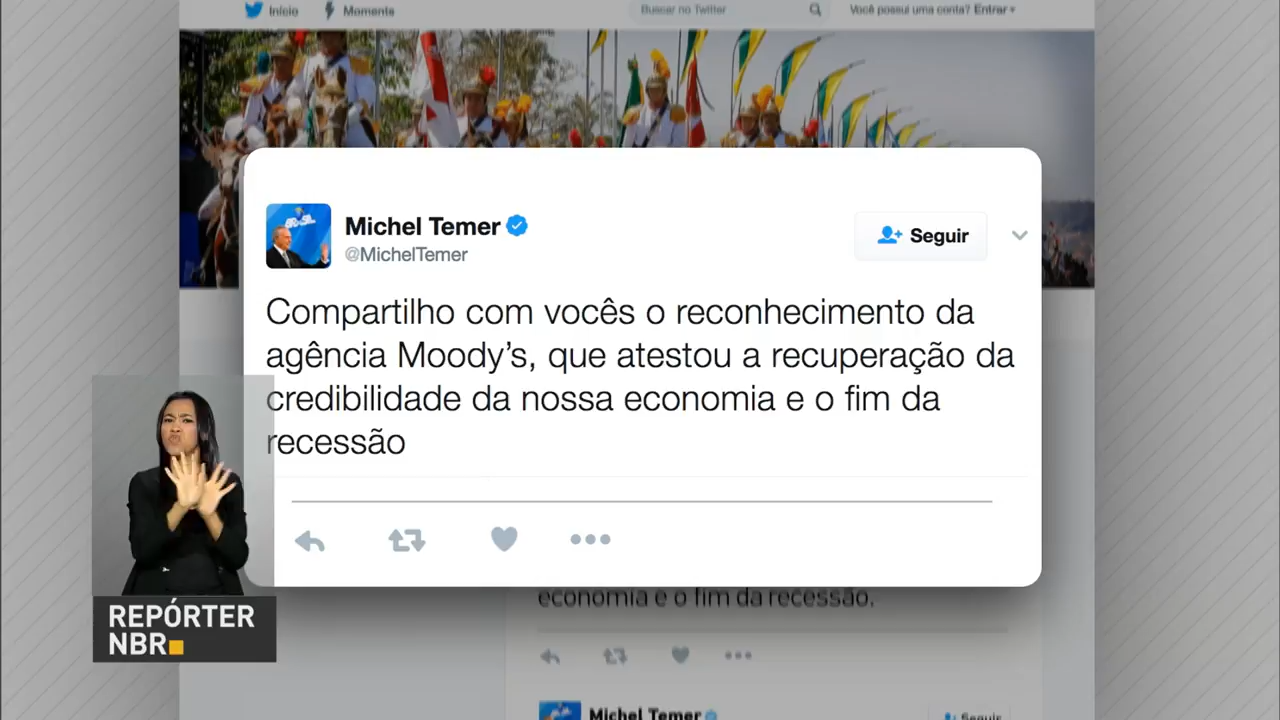 Início
Moments
Buscar no Twitter
Você possui uma conta? Entrar
BRASIL
Michel Temer
@MichelTemer
Seguir
Compartilho com vocês o reconhecimento da
agência Moody's, que atestou a recuperação da
credibilidade da nossa economia e o fim da
recessão
economia e o fim da recessão.
REPÓRTER
NBR
Michel Temer
Seguir